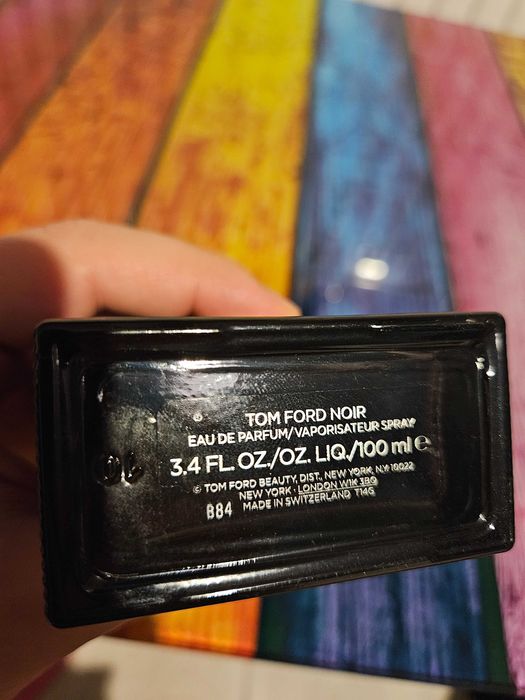 TOM FORD NOIR
EAU DE PARFUM/VAPORISATEUR SPRAY
3.4 FL. OZ./OZ. LIQ./100 ml ℮
© TOM FORD BEAUTY, DIST., NEW YORK, N.Y. 10022
NEW YORK · LONDON W1K 3BQ
B84 MADE IN SWITZERLAND T14G